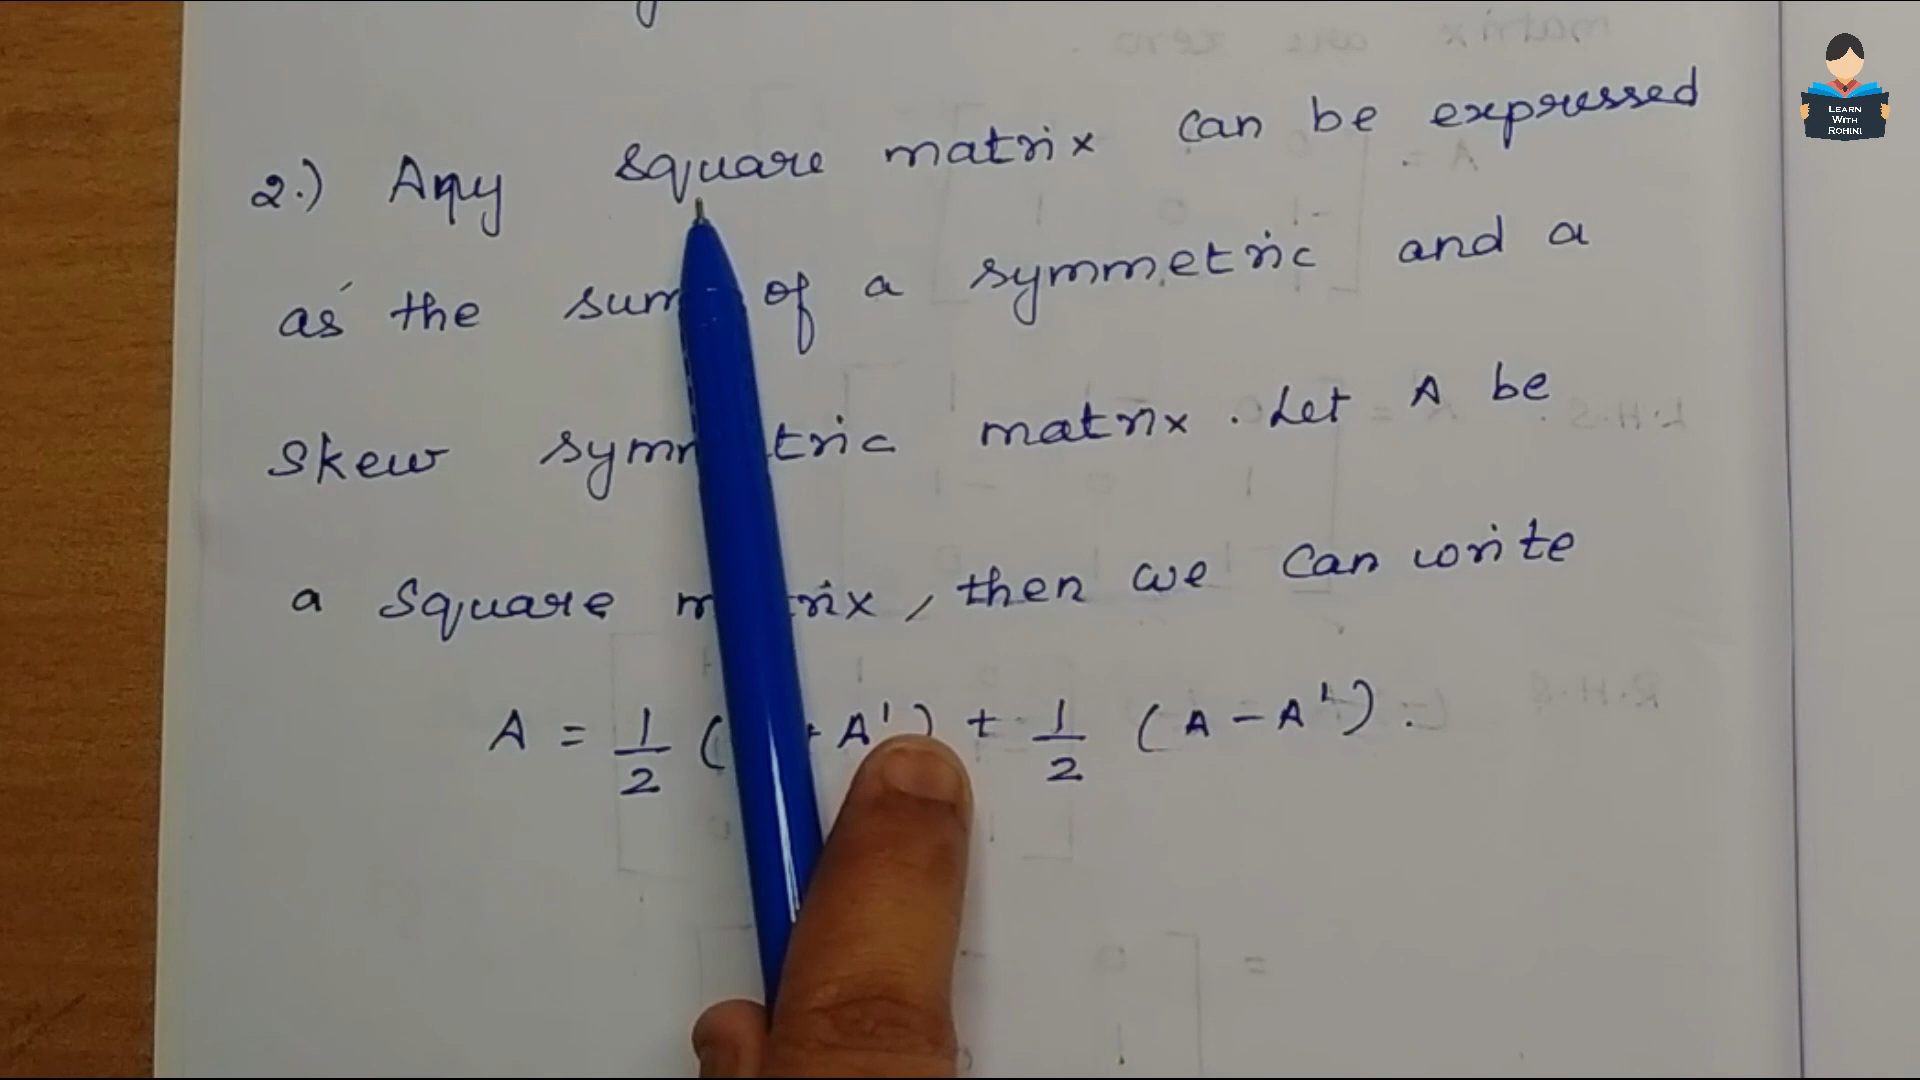 2.) Any square matrix can be expressed
as the sum of a symmetric and a
skew symmetric matrix. Let A be
a square matrix, then we can write
A = 1/2 ( + A') + 1/2 (A - A').
LEARN
WITH
ROHINI